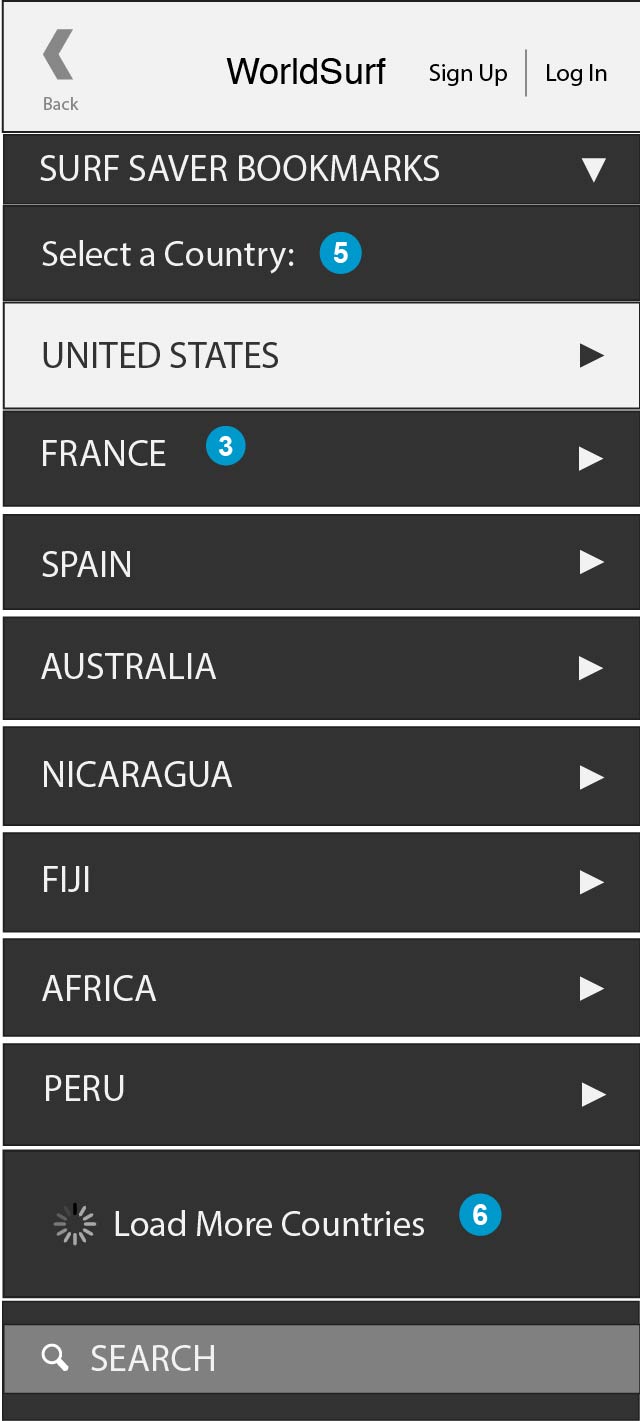 Back
WorldSurf Sign Up Log In
SURF SAVER BOOKMARKS
Select a Country: 5
UNITED STATES
FRANCE 3
SPAIN
AUSTRALIA
NICARAGUA
FIJI
AFRICA
PERU
Load More Countries 6
SEARCH